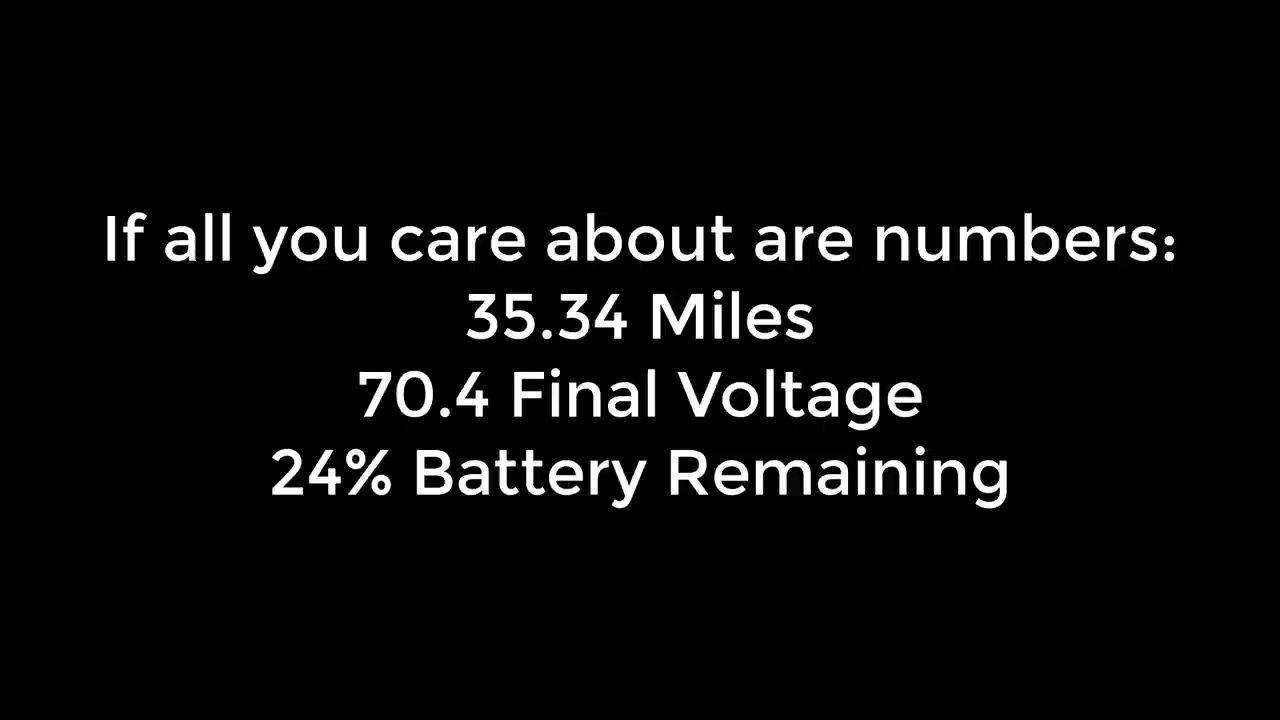 If all you care about are numbers:
35.34 Miles
70.4 Final Voltage
24% Battery Remaining